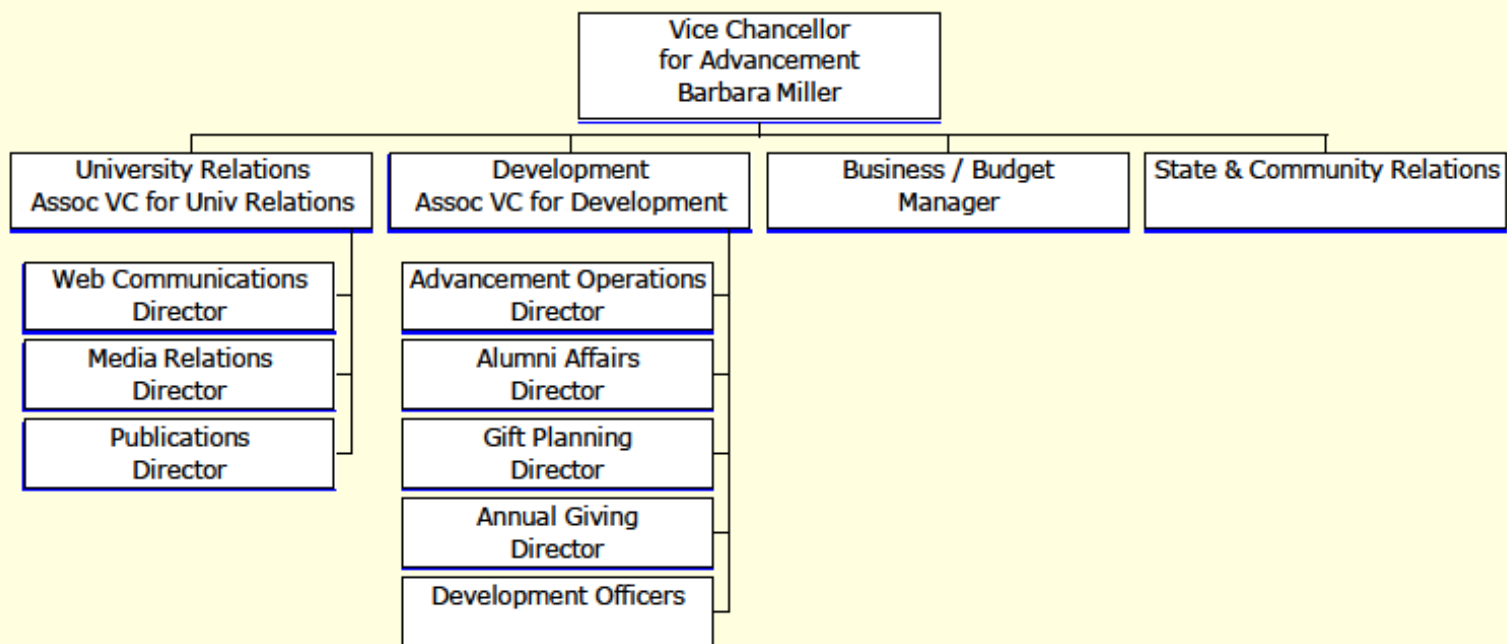 Vice Chancellor
for Advancement
Barbara Miller
University Relations
Assoc VC for Univ Relations
Development
Assoc VC for Development
Business / Budget
Manager
State & Community Relations
Web Communications
Director
Media Relations
Director
Publications
Director
Advancement Operations
Director
Alumni Affairs
Director
Gift Planning
Director
Annual Giving
Director
Development Officers